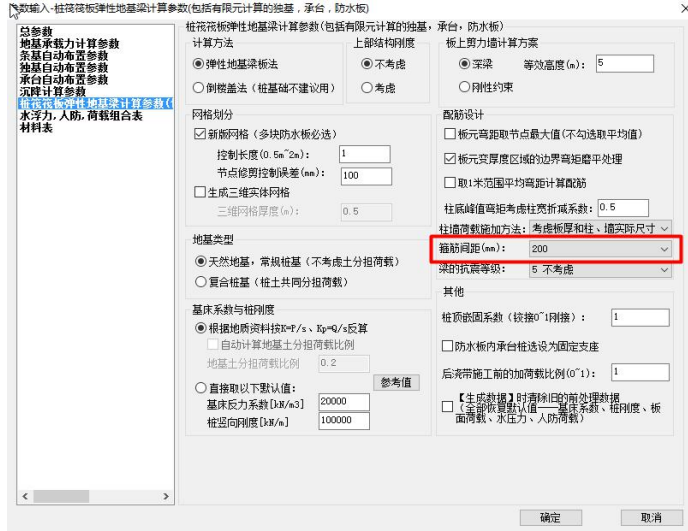 参数输入-桩筏筏板弹性地基梁计算参数(包括有限元计算的独基，承台，防水板)
总参数
地基承载力计算参数
条基自动布置参数
独基自动布置参数
承台自动布置参数
沉降计算参数
桩筏筏板弹性地基梁计算参数(
水浮力,人防,荷载组合表
材料表
桩筏筏板弹性地基梁计算参数(包括有限元计算的独基，承台，防水板)
计算方法
弹性地基梁板法
倒楼盖法（桩基础不建议用）
上部结构刚度
不考虑
考虑
板上剪力墙计算方案
深梁 等效高度(m): 5
刚性约束
网格划分
新版网格（多块防水板必选）
控制长度(0.5m~2m): 1
节点修剪控制误差(mm): 100
生成三维实体网格
三维网格厚度(m): 0.5
地基类型
天然地基，常规桩基（不考虑土分担荷载）
复合桩基（桩土共同分担荷载）
基床系数与桩刚度
根据地质资料按K=P/s、Kp=Q/s反算
自动计算地基土分担荷载比例
地基土分担荷载比例 0.2
直接取以下默认值: 参考值
基床反力系数[kN/m3] 20000
桩竖向刚度[kN/m] 100000
配筋设计
板元弯距取节点最大值(不勾选取平均值)
板元变厚度区域的边界弯矩磨平处理
取1米范围平均弯距计算配筋
柱底峰值弯矩考虑柱宽折减系数: 0.5
柱墙荷载施加方法: 考虑板厚和柱、墙实际尺寸
箍筋间距(mm): 200
梁的抗震等级: 5 不考虑
其他
桩顶嵌固系数（铰接0~1刚接）: 1
防水板内承台桩选设为固定支座
后浇带施工前的加荷载比例(0~1): 1
【生成数据】时清除旧的前处理数据
（全部恢复默认值——基床系数、桩刚度、板
面荷载、水压力、人防荷载）
确定 取消